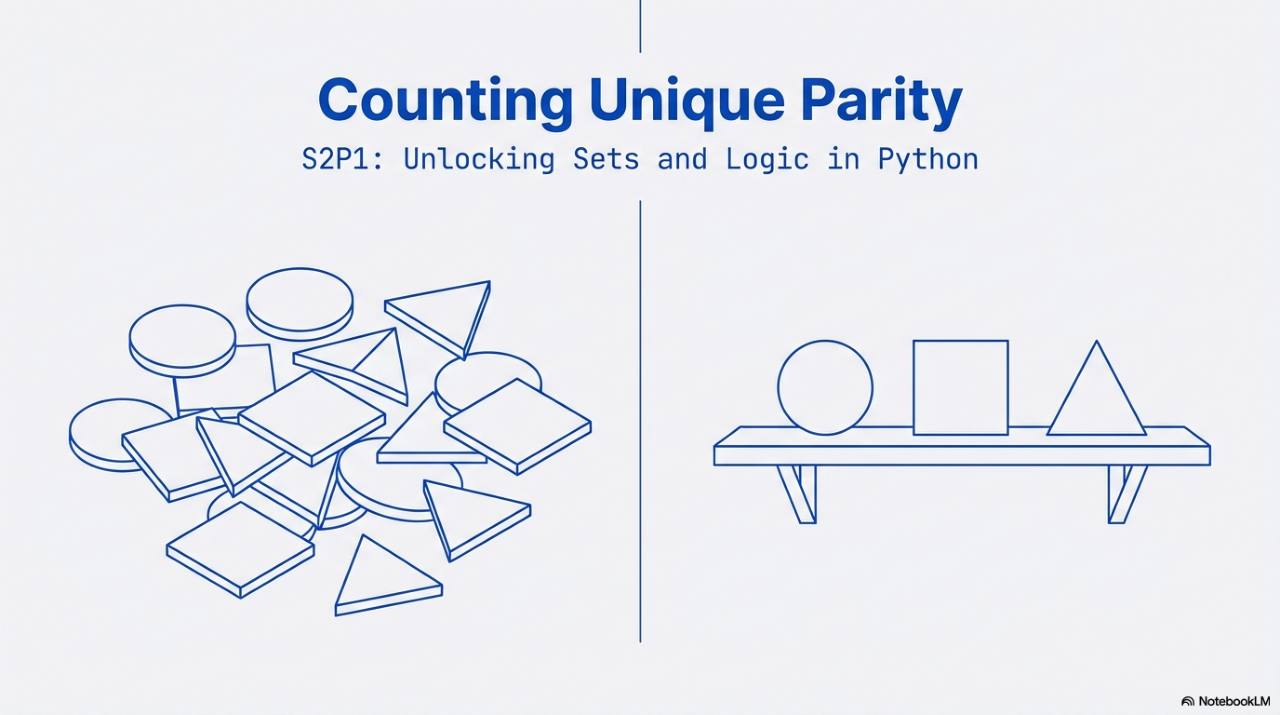 Counting Unique Parity
S2P1: Unlocking Sets and Logic in Python
NotebookLM